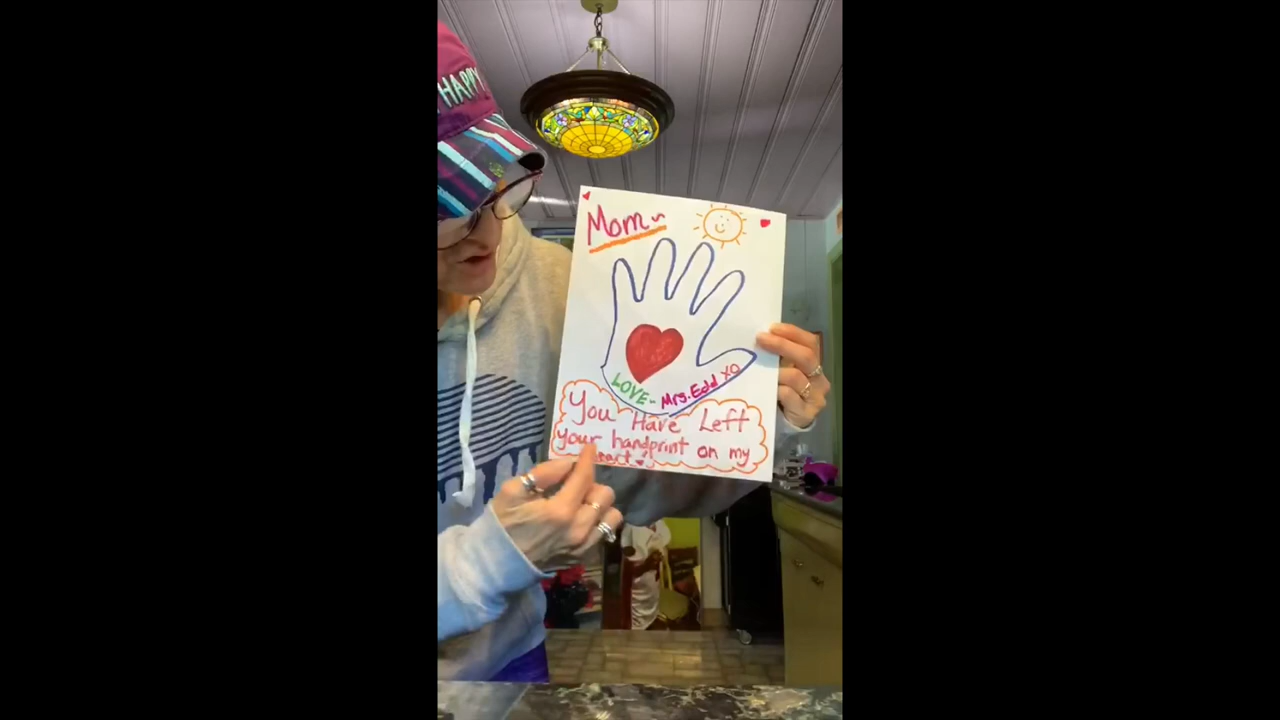 HAPPY
Mom~
LOVE~ Mrs. Edd XO
You Have Left
your handprint on my
heart